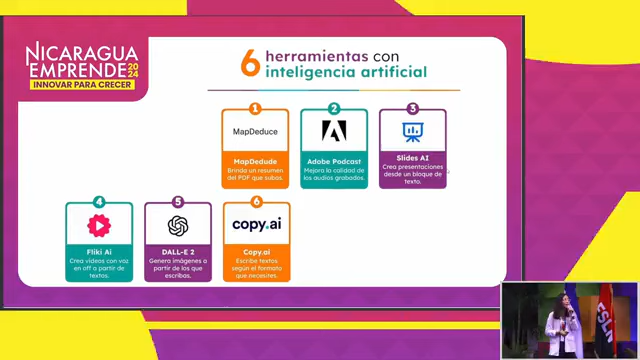 NICARAGUA
EMPRENDE 2024
INNOVAR PARA CRECER
6 herramientas con
inteligencia artificial
1
MapDeduce
MapDedude
Brinda un resumen
del PDF que subas.
2
Adobe Podcast
Mejora la calidad de
los audios grabados.
3
Slides AI
Crea presentaciones
desde un bloque de
texto.
4
Fliki Ai
Crea videos con voz
en off a partir de
textos.
5
DALL-E 2
Genera imágenes a
partir de los que
escribas.
6
copy.ai
Copy.ai
Escribe textos
según el formato
que necesites.
FSLN